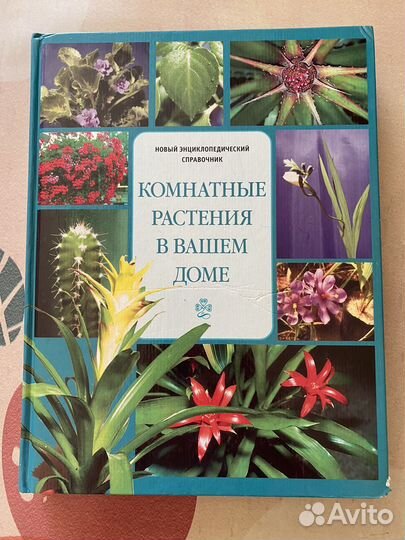 НОВЫЙ ЭНЦИКЛОПЕДИЧЕСКИЙ
СПРАВОЧНИК
КОМНАТНЫЕ
РАСТЕНИЯ
В ВАШЕМ
ДОМЕ
Avito